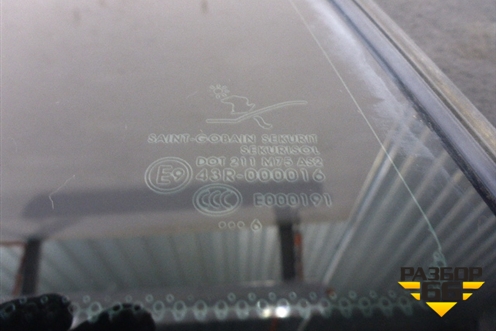 SAINT-GOBAIN SEKURIT
SEKURISOL
DOT 211 M75 AS2
E9 43R-000016
CCC E000191
РАЗБОР
66